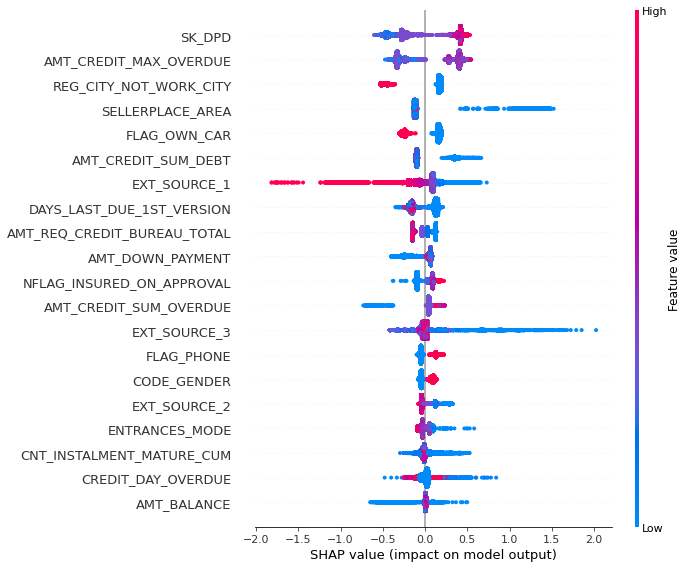 High
SK_DPD
AMT_CREDIT_MAX_OVERDUE
REG_CITY_NOT_WORK_CITY
SELLERPLACE_AREA
FLAG_OWN_CAR
AMT_CREDIT_SUM_DEBT
EXT_SOURCE_1
DAYS_LAST_DUE_1ST_VERSION
AMT_REQ_CREDIT_BUREAU_TOTAL
AMT_DOWN_PAYMENT
NFLAG_INSURED_ON_APPROVAL
AMT_CREDIT_SUM_OVERDUE
EXT_SOURCE_3
FLAG_PHONE
CODE_GENDER
EXT_SOURCE_2
ENTRANCES_MODE
CNT_INSTALMENT_MATURE_CUM
CREDIT_DAY_OVERDUE
AMT_BALANCE
Feature value
Low
−2.0 −1.5 −1.0 −0.5 0.0 0.5 1.0 1.5 2.0
SHAP value (impact on model output)